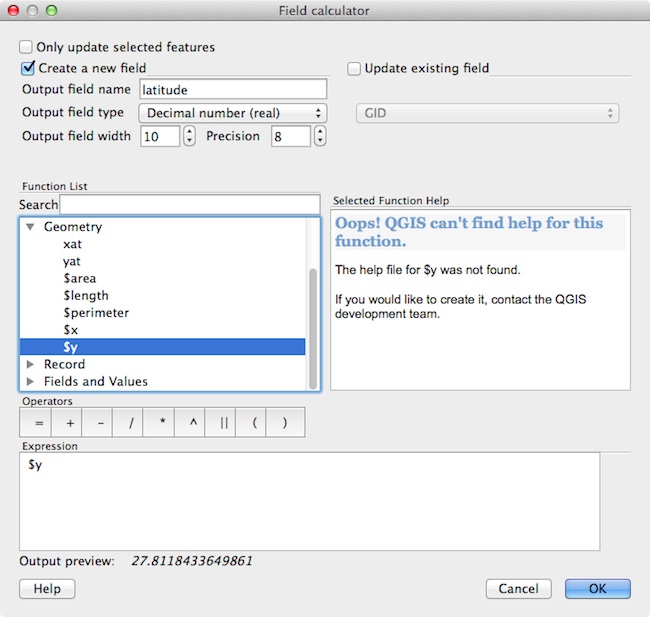 Field calculator
Only update selected features
Create a new field
Update existing field
Output field name latitude
Output field type Decimal number (real)
GID
Output field width 10 Precision 8
Function List
Search
Geometry
xat
yat
$area
$length
$perimeter
$x
$y
Record
Fields and Values
Selected Function Help
Oops! QGIS can't find help for this
function.
The help file for $y was not found.
If you would like to create it, contact the QGIS
development team.
Operators
= + - / * ^ || ( )
Expression
$y
Output preview: 27.8118433649861
Help
Cancel
OK